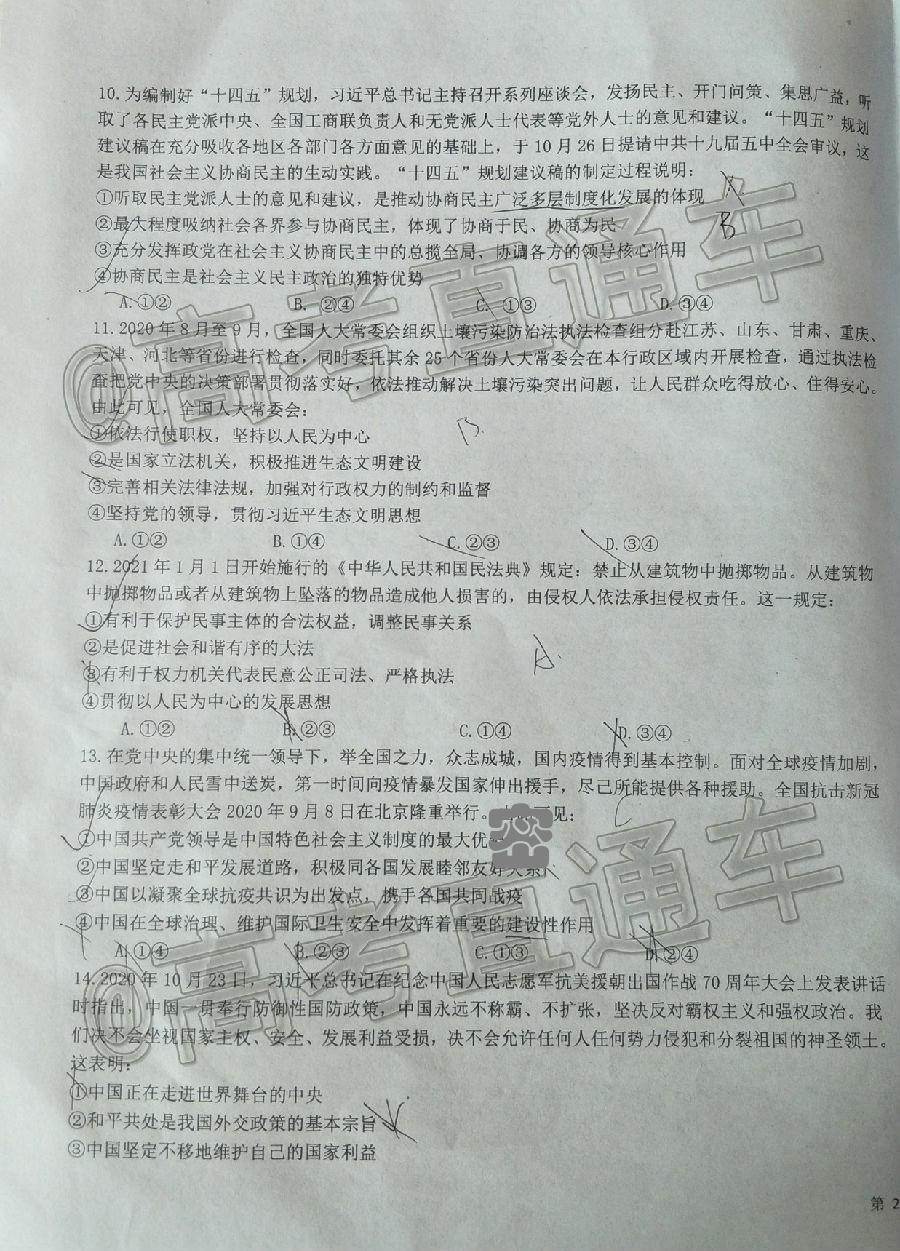 10. 为编制好“十四五”规划，习近平总书记主持召开系列座谈会，发扬民主、开门问策、集思广益，听
取了各民主党派中央、全国工商联负责人和无党派人士代表等党外人士的意见和建议。“十四五”规划
建议稿在充分吸收各地区各部门各方面意见的基础上，于 10 月 26 日提请中共十九届五中全会审议，这
是我国社会主义协商民主的生动实践。“十四五”规划建议稿的制定过程说明：
①听取民主党派人士的意见和建议，是推动协商民主广泛多层制度化发展的体现
②最大程度吸纳社会各界参与协商民主，体现了协商于民、协商为民
B
③充分发挥政党在社会主义协商民主中的总揽全局、协调各方的领导核心作用
④协商民主是社会主义民主政治的独特优势
A. ①② B. ②④ C. ①③ D. ③④
11. 2020 年 8 月至 9 月，全国人大常委会组织土壤污染防治法执法检查组分赴江苏、山东、甘肃、重庆、
天津、河北等省份进行检查，同时委托其余 25 个省份人大常委会在本行政区域内开展检查，通过执法检
查把党中央的决策部署贯彻落实好，依法推动解决土壤污染突出问题，让人民群众吃得放心、住得安心。
由此可见，全国人大常委会：
①依法行使职权，坚持以人民为中心
B.
②是国家立法机关，积极推进生态文明建设
③完善相关法律法规，加强对行政权力的制约和监督
④坚持党的领导，贯彻习近平生态文明思想
A. ①② B. ①④ C. ②③ D. ③④
12. 2021 年 1 月 1 日开始施行的《中华人民共和国民法典》规定：禁止从建筑物中抛掷物品。从建筑物
中抛掷物品或者从建筑物上坠落的物品造成他人损害的，由侵权人依法承担侵权责任。这一规定：
①有利于保护民事主体的合法权益，调整民事关系
②是促进社会和谐有序的大法
A.
③有利于权力机关代表民意公正司法、严格执法
④贯彻以人民为中心的发展思想
A. ①② B. ②③ C. ①④ D. ③④
13. 在党中央的集中统一领导下，举全国之力，众志成城，国内疫情得到基本控制。面对全球疫情加剧，
中国政府和人民雪中送炭，第一时间向疫情暴发国家伸出援手，尽己所能提供各种援助。全国抗击新冠
肺炎疫情表彰大会 2020 年 9 月 8 日在北京隆重举行。 可见：
C
①中国共产党领导是中国特色社会主义制度的最大优
②中国坚定走和平发展道路，积极同各国发展睦邻友好关系
③中国以凝聚全球抗疫共识为出发点，携手各国共同战疫
④中国在全球治理、维护国际卫生安全中发挥着重要的建设性作用
A. ①④ B. ②③ C. ①③ D. ②④
14. 2020 年 10 月 23 日，习近平总书记在纪念中国人民志愿军抗美援朝出国作战 70 周年大会上发表讲话
时指出，中国一贯奉行防御性国防政策，中国永远不称霸、不扩张，坚决反对霸权主义和强权政治。我
们决不会坐视国家主权、安全、发展利益受损，决不会允许任何人任何势力侵犯和分裂祖国的神圣领土。
这表明：
①中国正在走进世界舞台的中央
②和平共处是我国外交政策的基本宗旨
③中国坚定不移地维护自己的国家利益
第 2
@高考直通车
@高考直通车